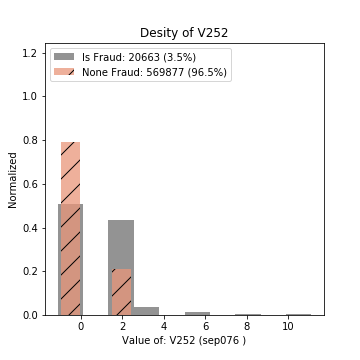 Desity of V252
Is Fraud: 20663 (3.5%)
None Fraud: 569877 (96.5%)
Normalized
1.2
1.0
0.8
0.6
0.4
0.2
0.0
0 2 4 6 8 10
Value of: V252 (sep076 )